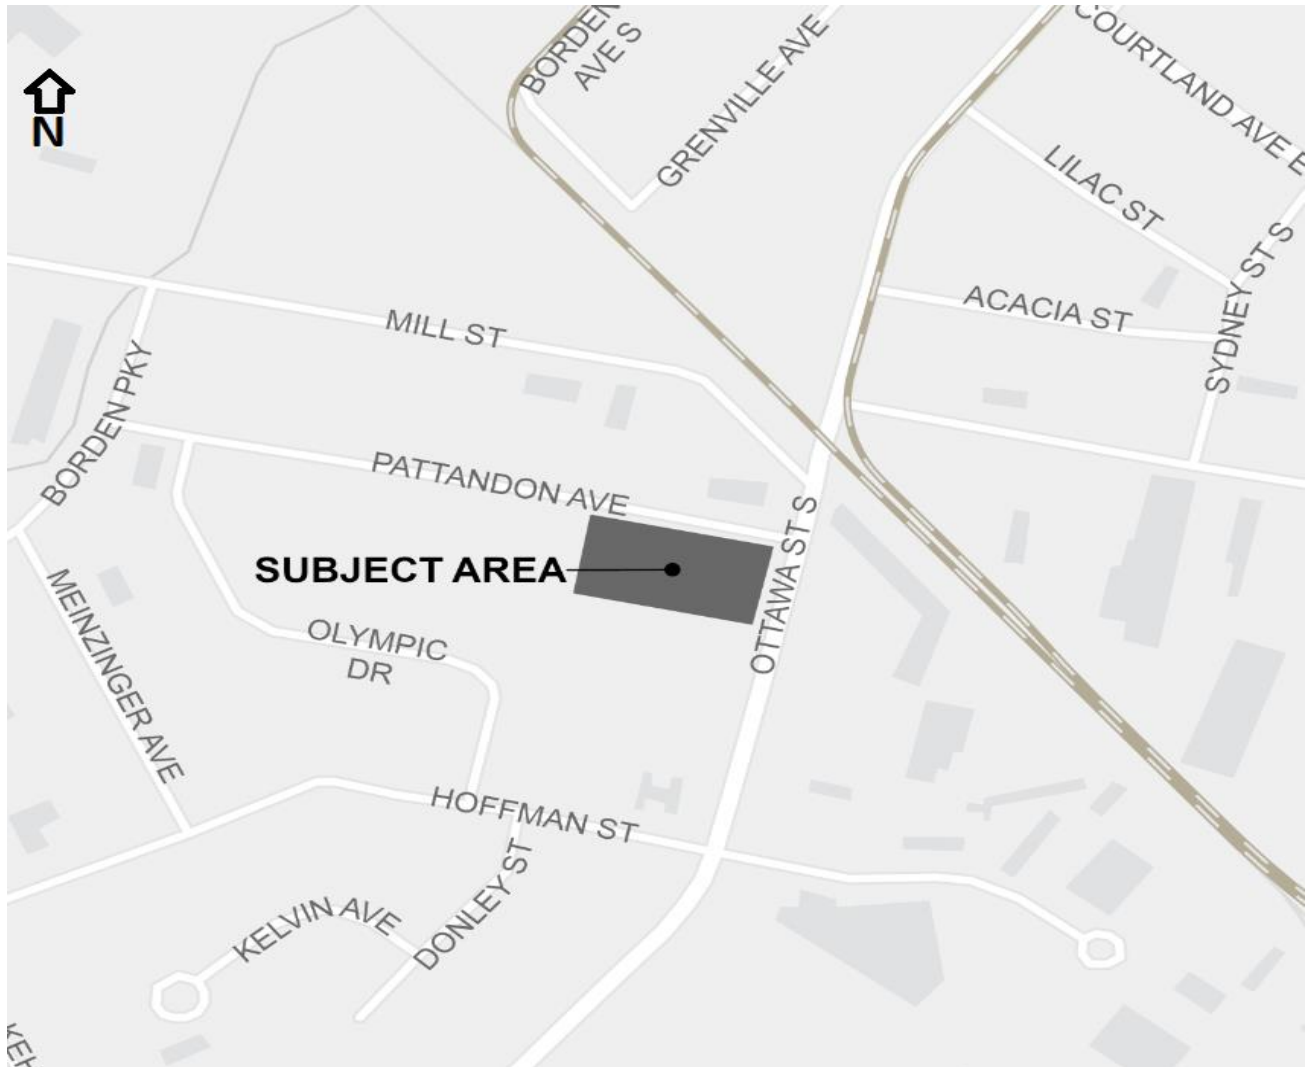 BORDEN
AVE S
GRENVILLE AVE
COURTLAND AVE E
N
LILAC ST
SYDNEY ST S
ACACIA ST
MILL ST
BORDEN PKY
PATTANDON AVE
SUBJECT AREA
OTTAWA ST S
MEINZINGER AVE
OLYMPIC
DR
HOFFMAN ST
DONLEY ST
KELVIN AVE
KEH